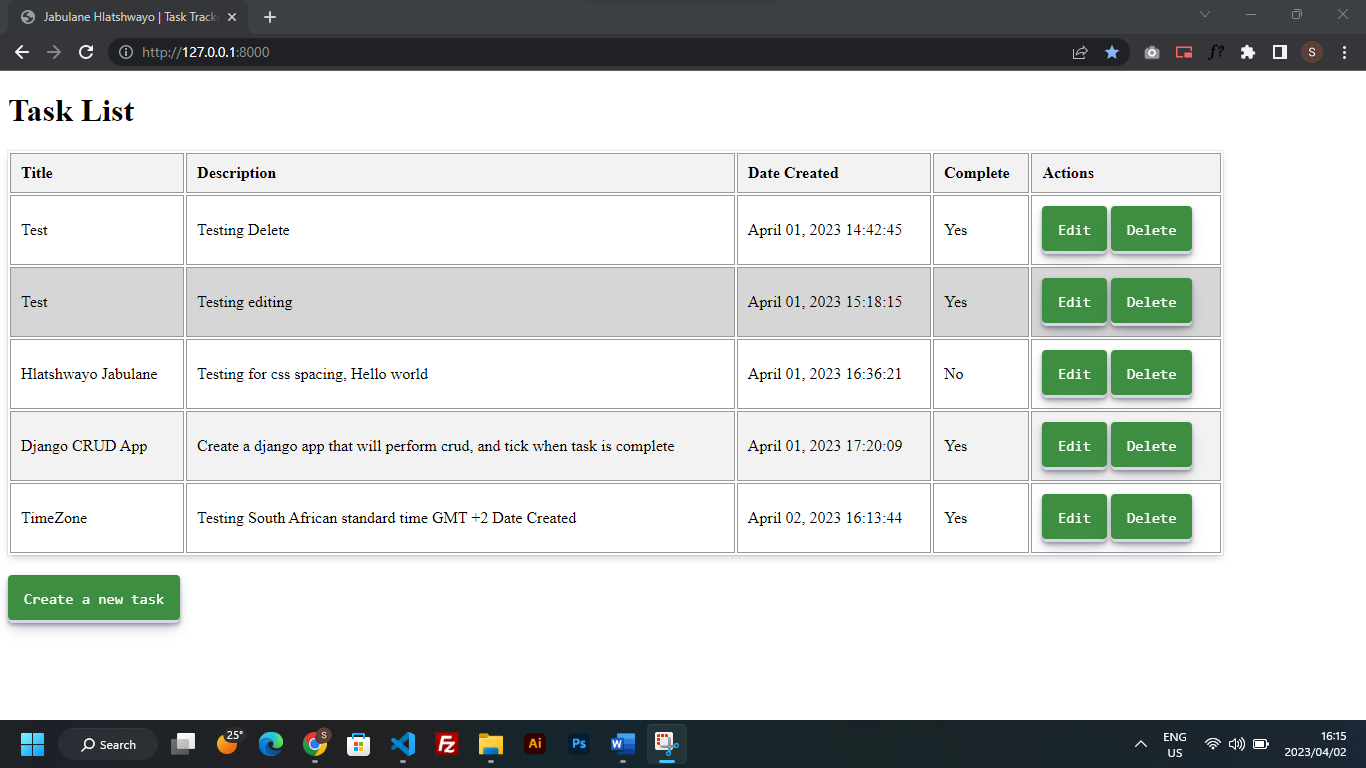 Jabulane Hlatshwayo | Task Track
http://127.0.0.1:8000
f?
S
Task List
Title Description Date Created Complete Actions
Test Testing Delete April 01, 2023 14:42:45 Yes Edit Delete
Test Testing editing April 01, 2023 15:18:15 Yes Edit Delete
Hlatshwayo Jabulane Testing for css spacing, Hello world April 01, 2023 16:36:21 No Edit Delete
Django CRUD App Create a django app that will perform crud, and tick when task is complete April 01, 2023 17:20:09 Yes Edit Delete
TimeZone Testing South African standard time GMT +2 Date Created April 02, 2023 16:13:44 Yes Edit Delete
Create a new task
Search 25° S Fz Ai Ps W ENG 16:15
US 2023/04/02